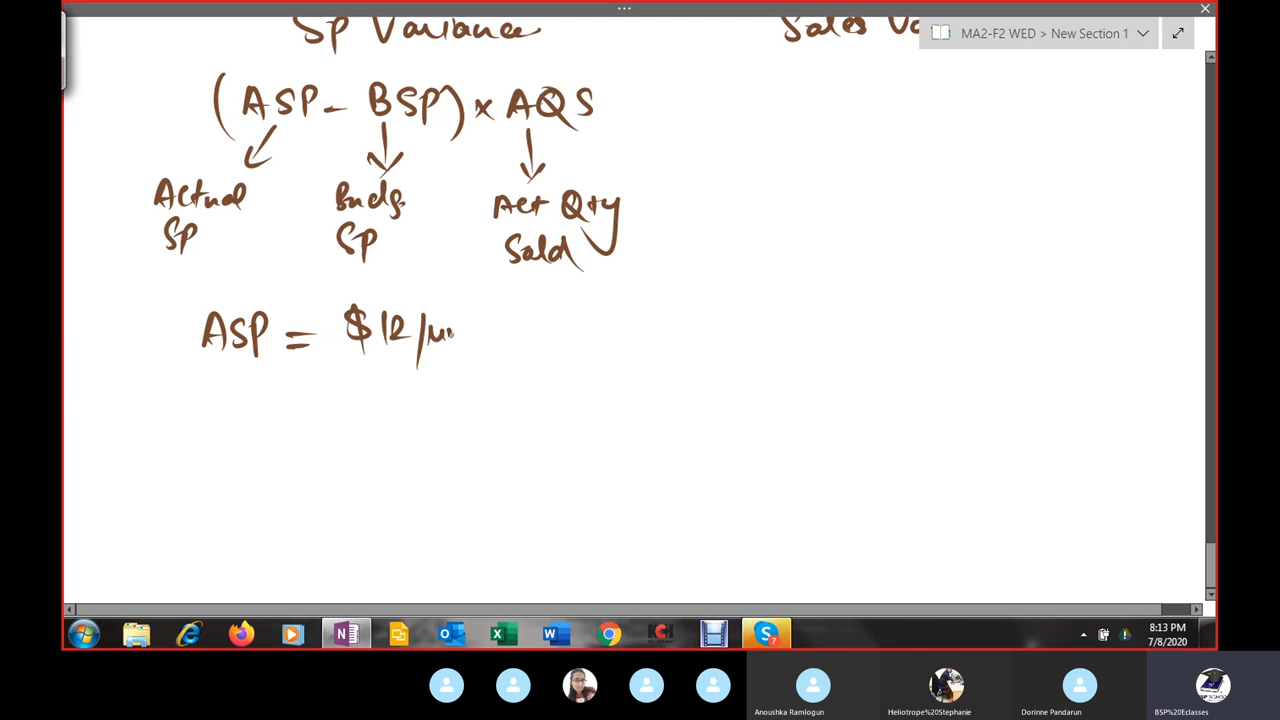 Sp Variance Sales Va
MA2-F2 WED > New Section 1
(ASP - BSP) × AQS
Actual Budg. Act Qty
SP SP Sold
ASP = $12/
8:13 PM
7/8/2020
Anoushka Ramlogun Heliotrope%20Stephanie Dorinne Pandarun BSP%20Eclasses